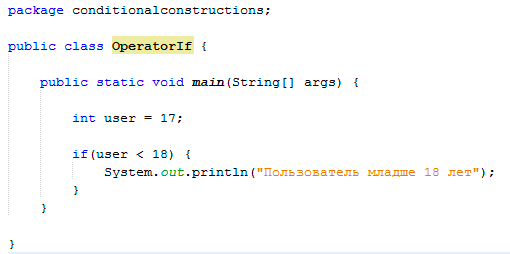 package conditionalconstructions;
public class OperatorIf {
public static void main(String[] args) {
int user = 17;
if(user < 18) {
System.out.println("Пользователь младше 18 лет");
}
}
}